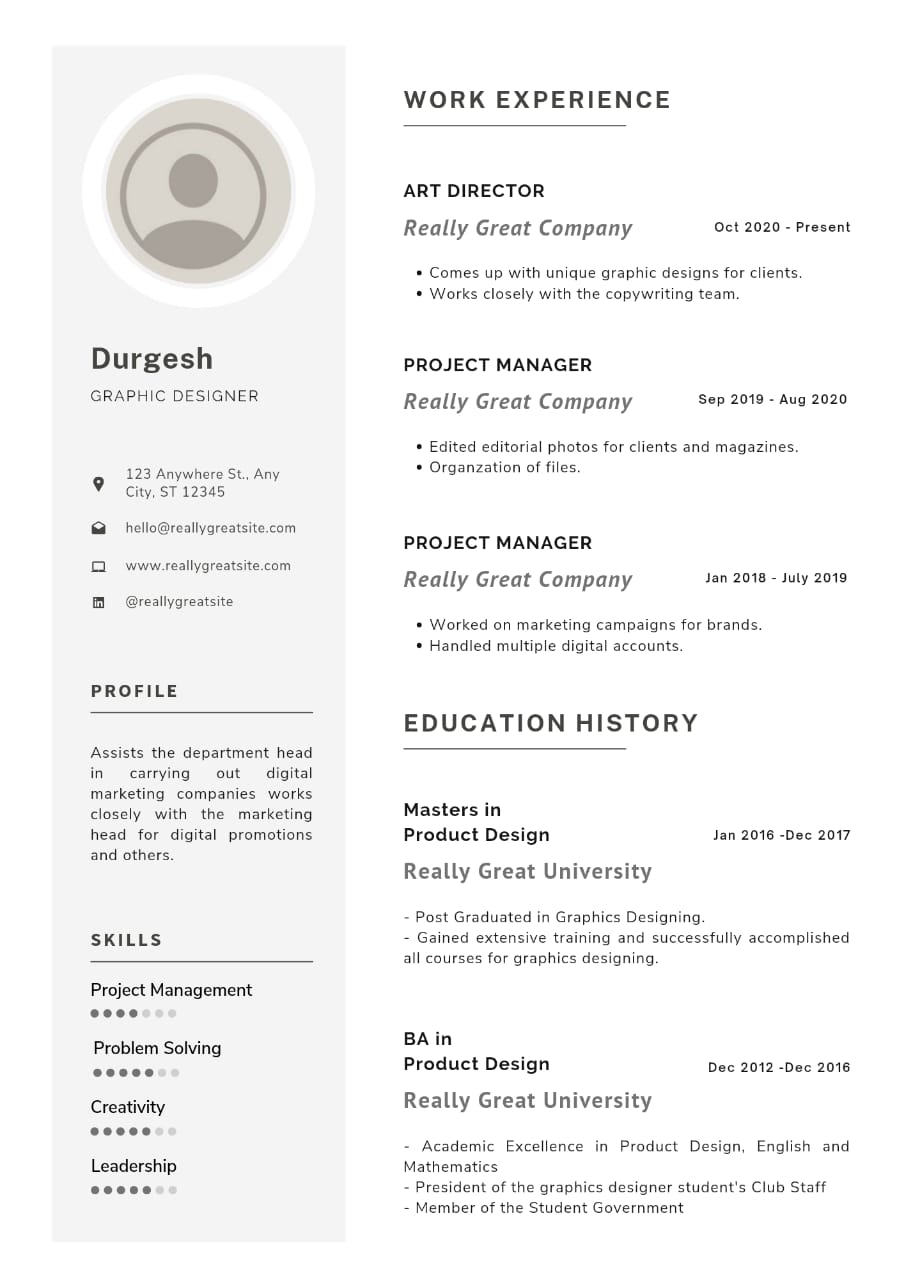 Durgesh
GRAPHIC DESIGNER
123 Anywhere St., Any
City, ST 12345
hello@reallygreatsite.com
www.reallygreatsite.com
@reallygreatsite
PROFILE
Assists the department head
in carrying out digital
marketing companies works
closely with the marketing
head for digital promotions
and others.
SKILLS
Project Management
Problem Solving
Creativity
Leadership
WORK EXPERIENCE
ART DIRECTOR
Really Great Company Oct 2020 - Present
• Comes up with unique graphic designs for clients.
• Works closely with the copywriting team.
PROJECT MANAGER
Really Great Company Sep 2019 - Aug 2020
• Edited editorial photos for clients and magazines.
• Organzation of files.
PROJECT MANAGER
Really Great Company Jan 2018 - July 2019
• Worked on marketing campaigns for brands.
• Handled multiple digital accounts.
EDUCATION HISTORY
Masters in
Product Design Jan 2016 -Dec 2017
Really Great University
- Post Graduated in Graphics Designing.
- Gained extensive training and successfully accomplished
all courses for graphics designing.
BA in
Product Design Dec 2012 -Dec 2016
Really Great University
- Academic Excellence in Product Design, English and
Mathematics
- President of the graphics designer student's Club Staff
- Member of the Student Government